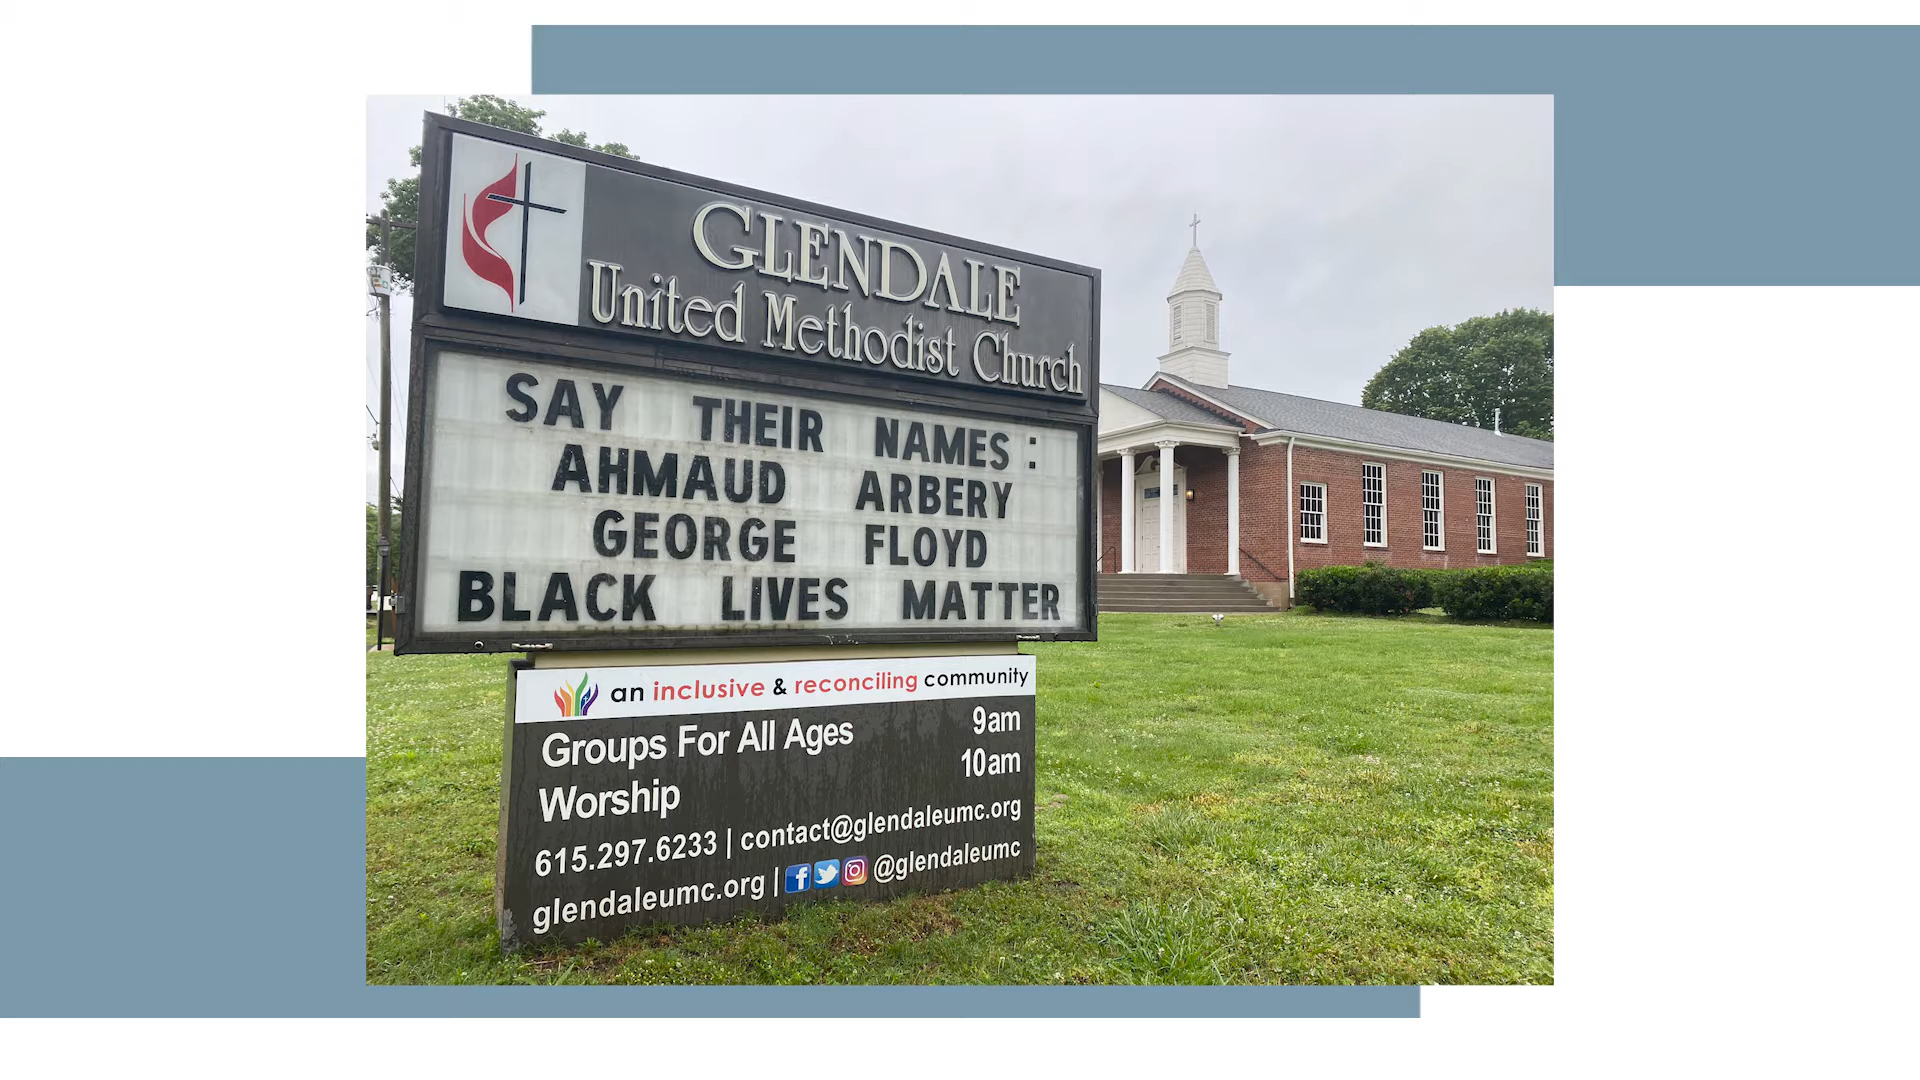 GLENDALE
United Methodist Church
SAY THEIR NAMES:
AHMAUD ARBERY
GEORGE FLOYD
BLACK LIVES MATTER
an inclusive & reconciling community
Groups For All Ages 9am
Worship 10am
615.297.6233 | contact@glendaleumc.org
glendaleumc.org | @glendaleumc